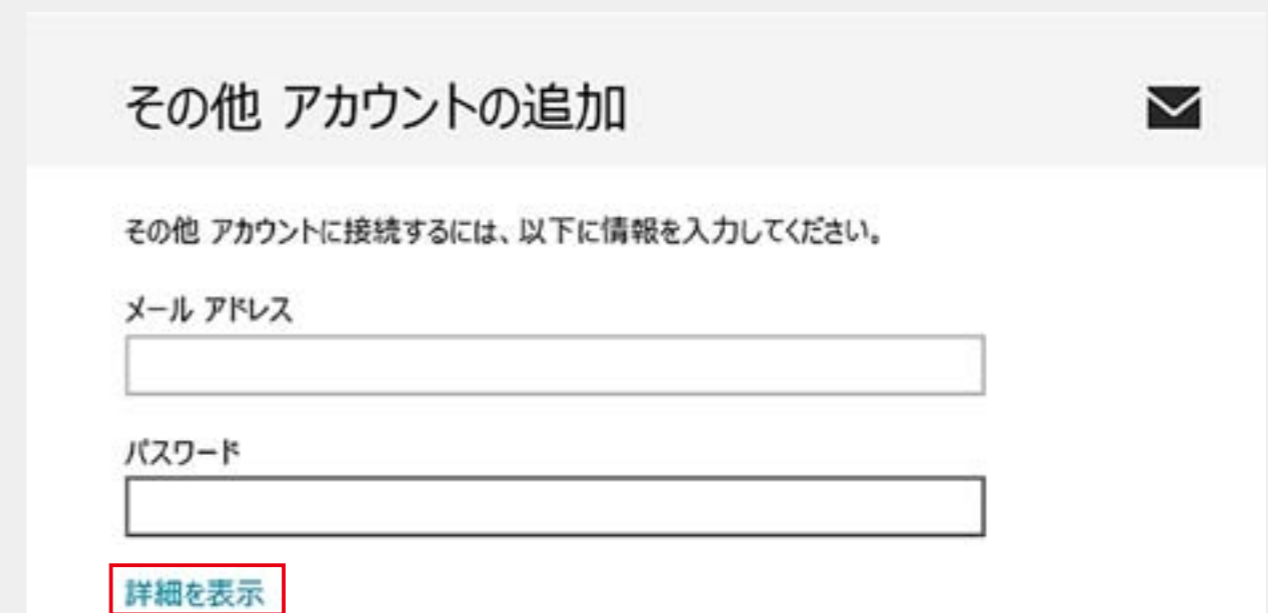 その他 アカウントの追加
その他 アカウントに接続するには、以下に情報を入力してください。
メール アドレス
パスワード
詳細を表示